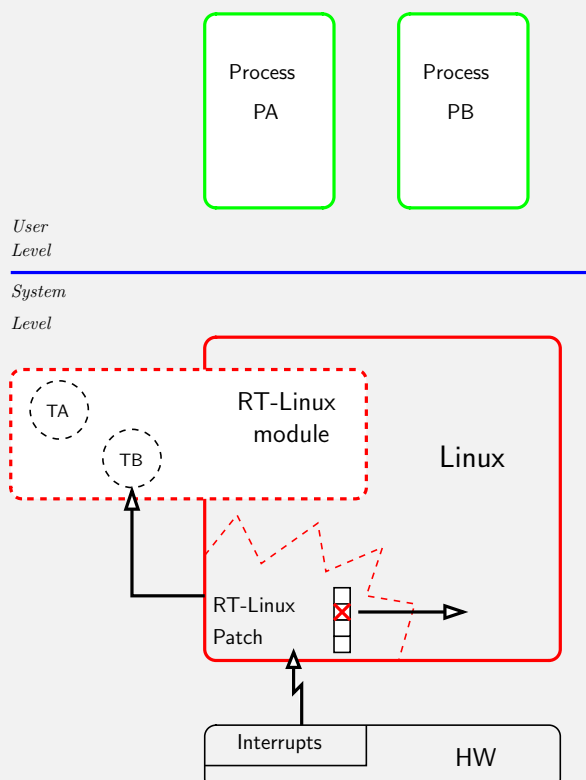 Process
PA
Process
PB
User
Level
System
Level
TA
TB
RT-Linux
module
Linux
RT-Linux
Patch
Interrupts
HW